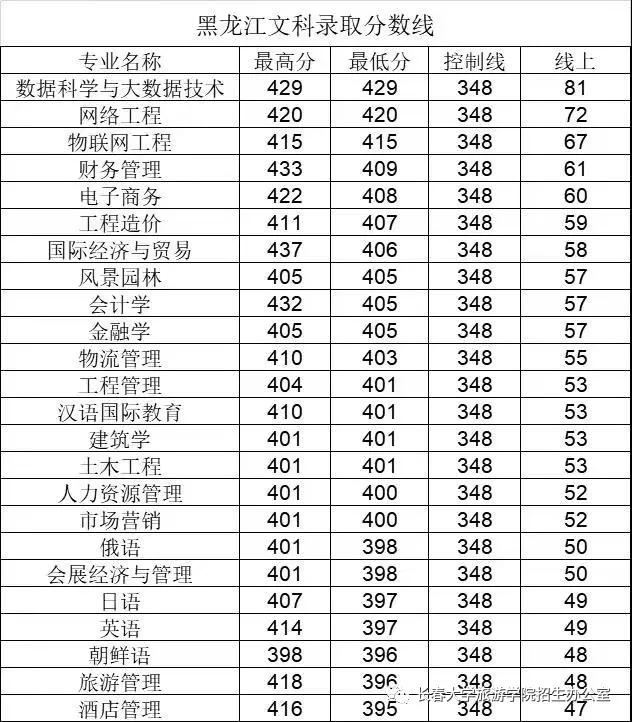 黑龙江文科录取分数线
专业名称 最高分 最低分 控制线 线上
数据科学与大数据技术 429 429 348 81
网络工程 420 420 348 72
物联网工程 415 415 348 67
财务管理 433 409 348 61
电子商务 422 408 348 60
工程造价 411 407 348 59
国际经济与贸易 437 406 348 58
风景园林 405 405 348 57
会计学 432 405 348 57
金融学 405 405 348 57
物流管理 410 403 348 55
工程管理 404 401 348 53
汉语国际教育 410 401 348 53
建筑学 401 401 348 53
土木工程 401 401 348 53
人力资源管理 401 400 348 52
市场营销 401 400 348 52
俄语 401 398 348 50
会展经济与管理 401 398 348 50
日语 407 397 348 49
英语 414 397 348 49
朝鲜语 398 396 348 48
旅游管理 418 396 348 48
长春大学旅游学院招生办公室
酒店管理 416 395 348 47